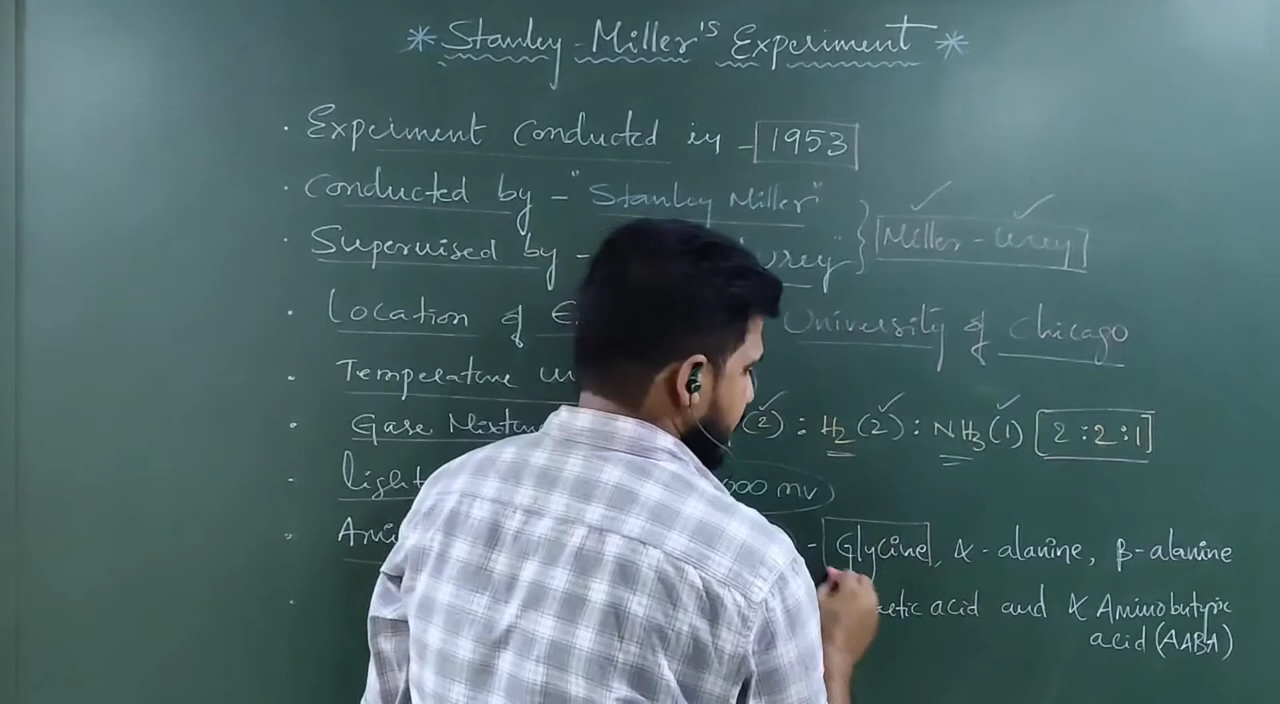 * Stanley-Miller's Experiment *
· Experiment conducted in - 1953
· Conducted by - "Stanley Miller"
· Supervised by - urey" } Miller-Urey
· Location of E University of Chicago
· Temperature
· Gase Mixtu (2) : H2 (2) : NH3 (1) 2:2:1
· light 000 mv)
· Ami - Glycine, α-alanine, β-alanine
· acid and α Aminobutyric
acid (AABA)